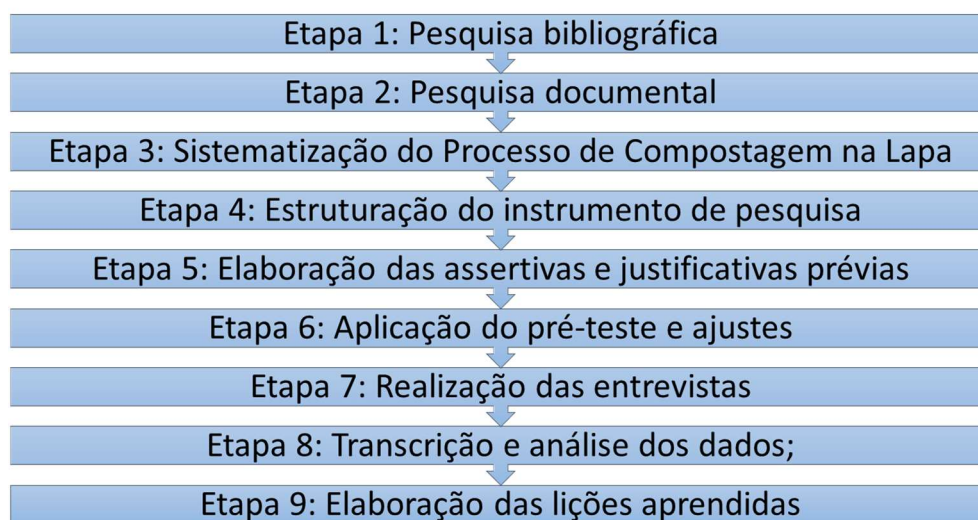 Etapa 1: Pesquisa bibliográfica
Etapa 2: Pesquisa documental
Etapa 3: Sistematização do Processo de Compostagem na Lapa
Etapa 4: Estruturação do instrumento de pesquisa
Etapa 5: Elaboração das assertivas e justificativas prévias
Etapa 6: Aplicação do pré-teste e ajustes
Etapa 7: Realização das entrevistas
Etapa 8: Transcrição e análise dos dados;
Etapa 9: Elaboração das lições aprendidas